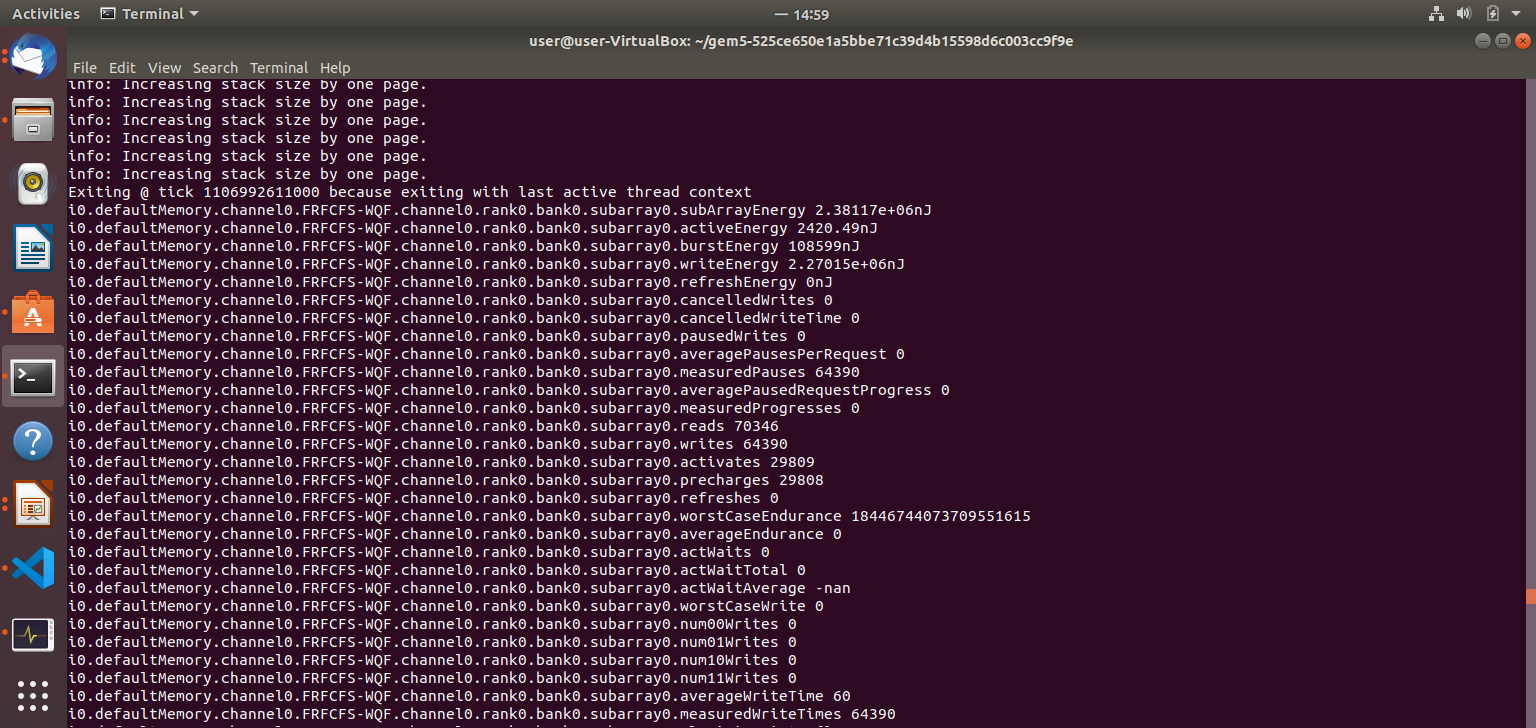 Activities
Terminal
— 14:59
user@user-VirtualBox: ~/gem5-525ce650e1a5bbe71c39d4b15598d6c003cc9f9e
File Edit View Search Terminal Help
info: Increasing stack size by one page.
info: Increasing stack size by one page.
info: Increasing stack size by one page.
info: Increasing stack size by one page.
info: Increasing stack size by one page.
info: Increasing stack size by one page.
Exiting @ tick 1106992611000 because exiting with last active thread context
i0.defaultMemory.channel0.FRFCFS-WQF.channel0.rank0.bank0.subarray0.subArrayEnergy 2.38117e+06nJ
i0.defaultMemory.channel0.FRFCFS-WQF.channel0.rank0.bank0.subarray0.activeEnergy 2420.49nJ
i0.defaultMemory.channel0.FRFCFS-WQF.channel0.rank0.bank0.subarray0.burstEnergy 108599nJ
i0.defaultMemory.channel0.FRFCFS-WQF.channel0.rank0.bank0.subarray0.writeEnergy 2.27015e+06nJ
i0.defaultMemory.channel0.FRFCFS-WQF.channel0.rank0.bank0.subarray0.refreshEnergy 0nJ
i0.defaultMemory.channel0.FRFCFS-WQF.channel0.rank0.bank0.subarray0.cancelledWrites 0
i0.defaultMemory.channel0.FRFCFS-WQF.channel0.rank0.bank0.subarray0.cancelledWriteTime 0
i0.defaultMemory.channel0.FRFCFS-WQF.channel0.rank0.bank0.subarray0.pausedWrites 0
i0.defaultMemory.channel0.FRFCFS-WQF.channel0.rank0.bank0.subarray0.averagePausesPerRequest 0
i0.defaultMemory.channel0.FRFCFS-WQF.channel0.rank0.bank0.subarray0.measuredPauses 64390
i0.defaultMemory.channel0.FRFCFS-WQF.channel0.rank0.bank0.subarray0.averagePausedRequestProgress 0
i0.defaultMemory.channel0.FRFCFS-WQF.channel0.rank0.bank0.subarray0.measuredProgresses 0
i0.defaultMemory.channel0.FRFCFS-WQF.channel0.rank0.bank0.subarray0.reads 70346
i0.defaultMemory.channel0.FRFCFS-WQF.channel0.rank0.bank0.subarray0.writes 64390
i0.defaultMemory.channel0.FRFCFS-WQF.channel0.rank0.bank0.subarray0.activates 29809
i0.defaultMemory.channel0.FRFCFS-WQF.channel0.rank0.bank0.subarray0.precharges 29808
i0.defaultMemory.channel0.FRFCFS-WQF.channel0.rank0.bank0.subarray0.refreshes 0
i0.defaultMemory.channel0.FRFCFS-WQF.channel0.rank0.bank0.subarray0.worstCaseEndurance 18446744073709551615
i0.defaultMemory.channel0.FRFCFS-WQF.channel0.rank0.bank0.subarray0.averageEndurance 0
i0.defaultMemory.channel0.FRFCFS-WQF.channel0.rank0.bank0.subarray0.actWaits 0
i0.defaultMemory.channel0.FRFCFS-WQF.channel0.rank0.bank0.subarray0.actWaitTotal 0
i0.defaultMemory.channel0.FRFCFS-WQF.channel0.rank0.bank0.subarray0.actWaitAverage -nan
i0.defaultMemory.channel0.FRFCFS-WQF.channel0.rank0.bank0.subarray0.worstCaseWrite 0
i0.defaultMemory.channel0.FRFCFS-WQF.channel0.rank0.bank0.subarray0.num00Writes 0
i0.defaultMemory.channel0.FRFCFS-WQF.channel0.rank0.bank0.subarray0.num01Writes 0
i0.defaultMemory.channel0.FRFCFS-WQF.channel0.rank0.bank0.subarray0.num10Writes 0
i0.defaultMemory.channel0.FRFCFS-WQF.channel0.rank0.bank0.subarray0.num11Writes 0
i0.defaultMemory.channel0.FRFCFS-WQF.channel0.rank0.bank0.subarray0.averageWriteTime 60
i0.defaultMemory.channel0.FRFCFS-WQF.channel0.rank0.bank0.subarray0.measuredWriteTimes 64390